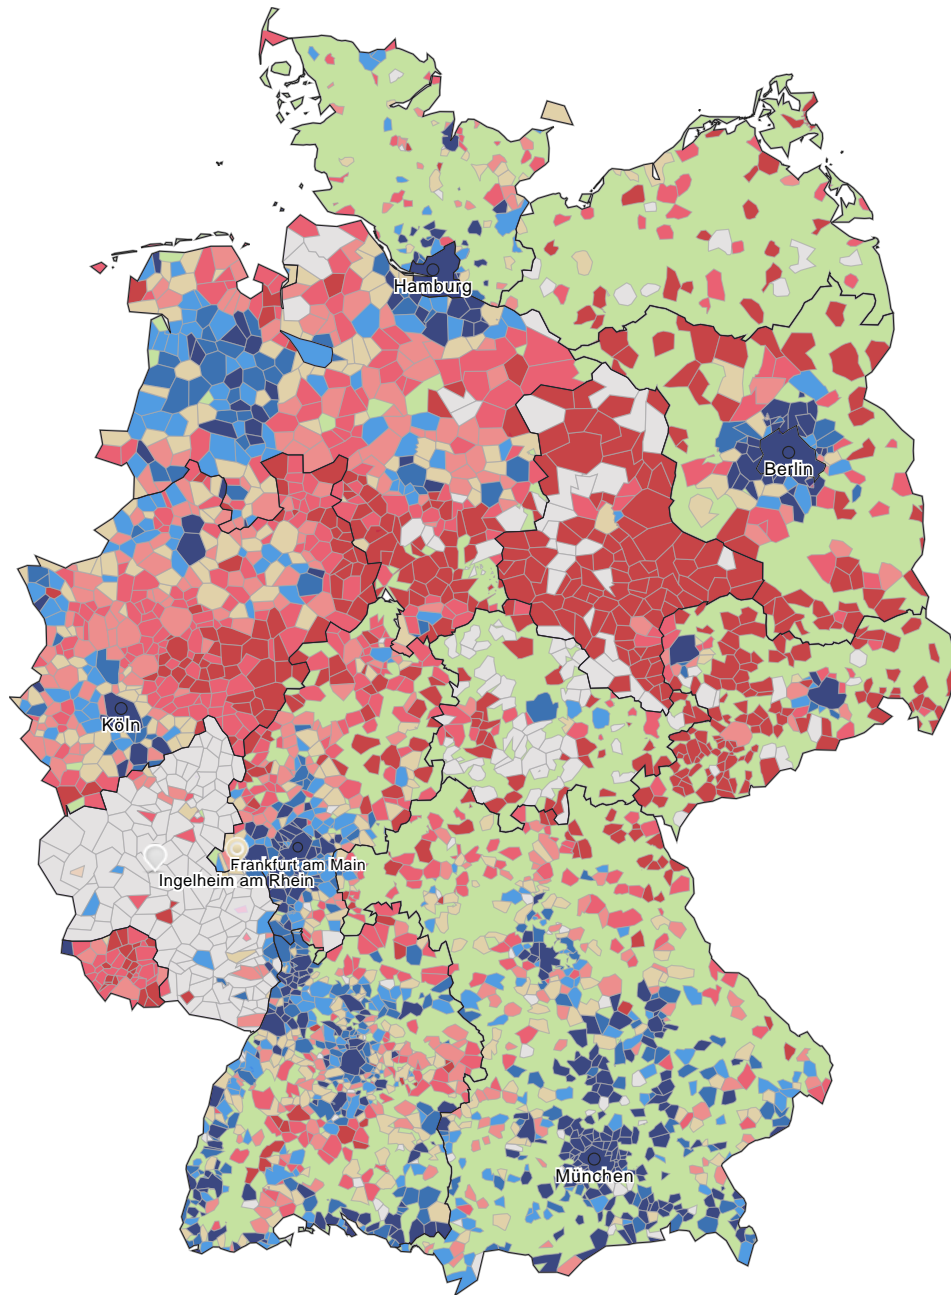 Hamburg
Berlin
Köln
Frankfurt am Main
Ingelheim am Rhein
München